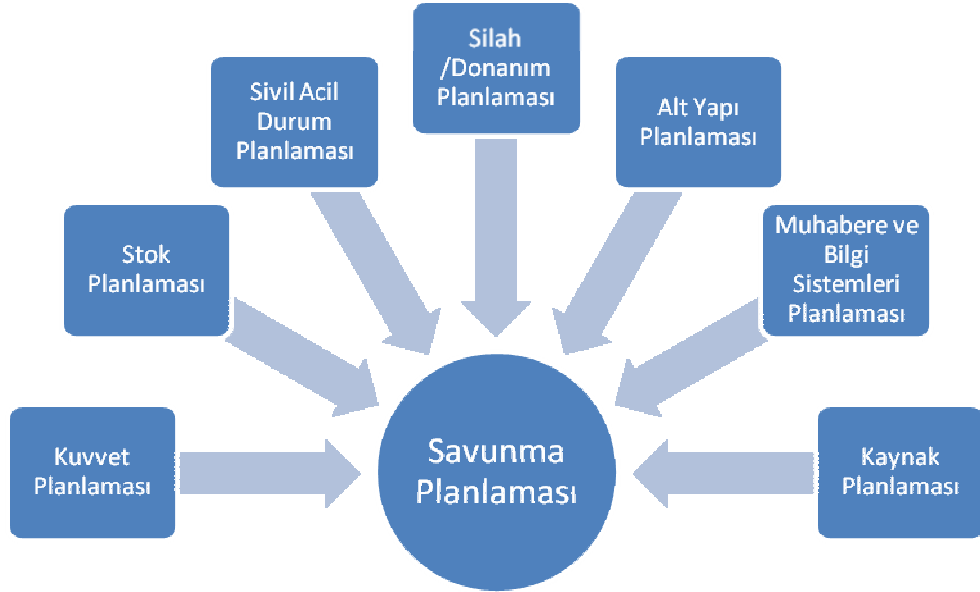 Silah
/Donanım
Planlaması
Sivil Acil
Durum
Planlaması
Alt Yapı
Planlaması
Stok
Planlaması
Muhabere ve
Bilgi
Sistemleri
Planlaması
Kuvvet
Planlaması
Savunma
Planlaması
Kaynak
Planlaması